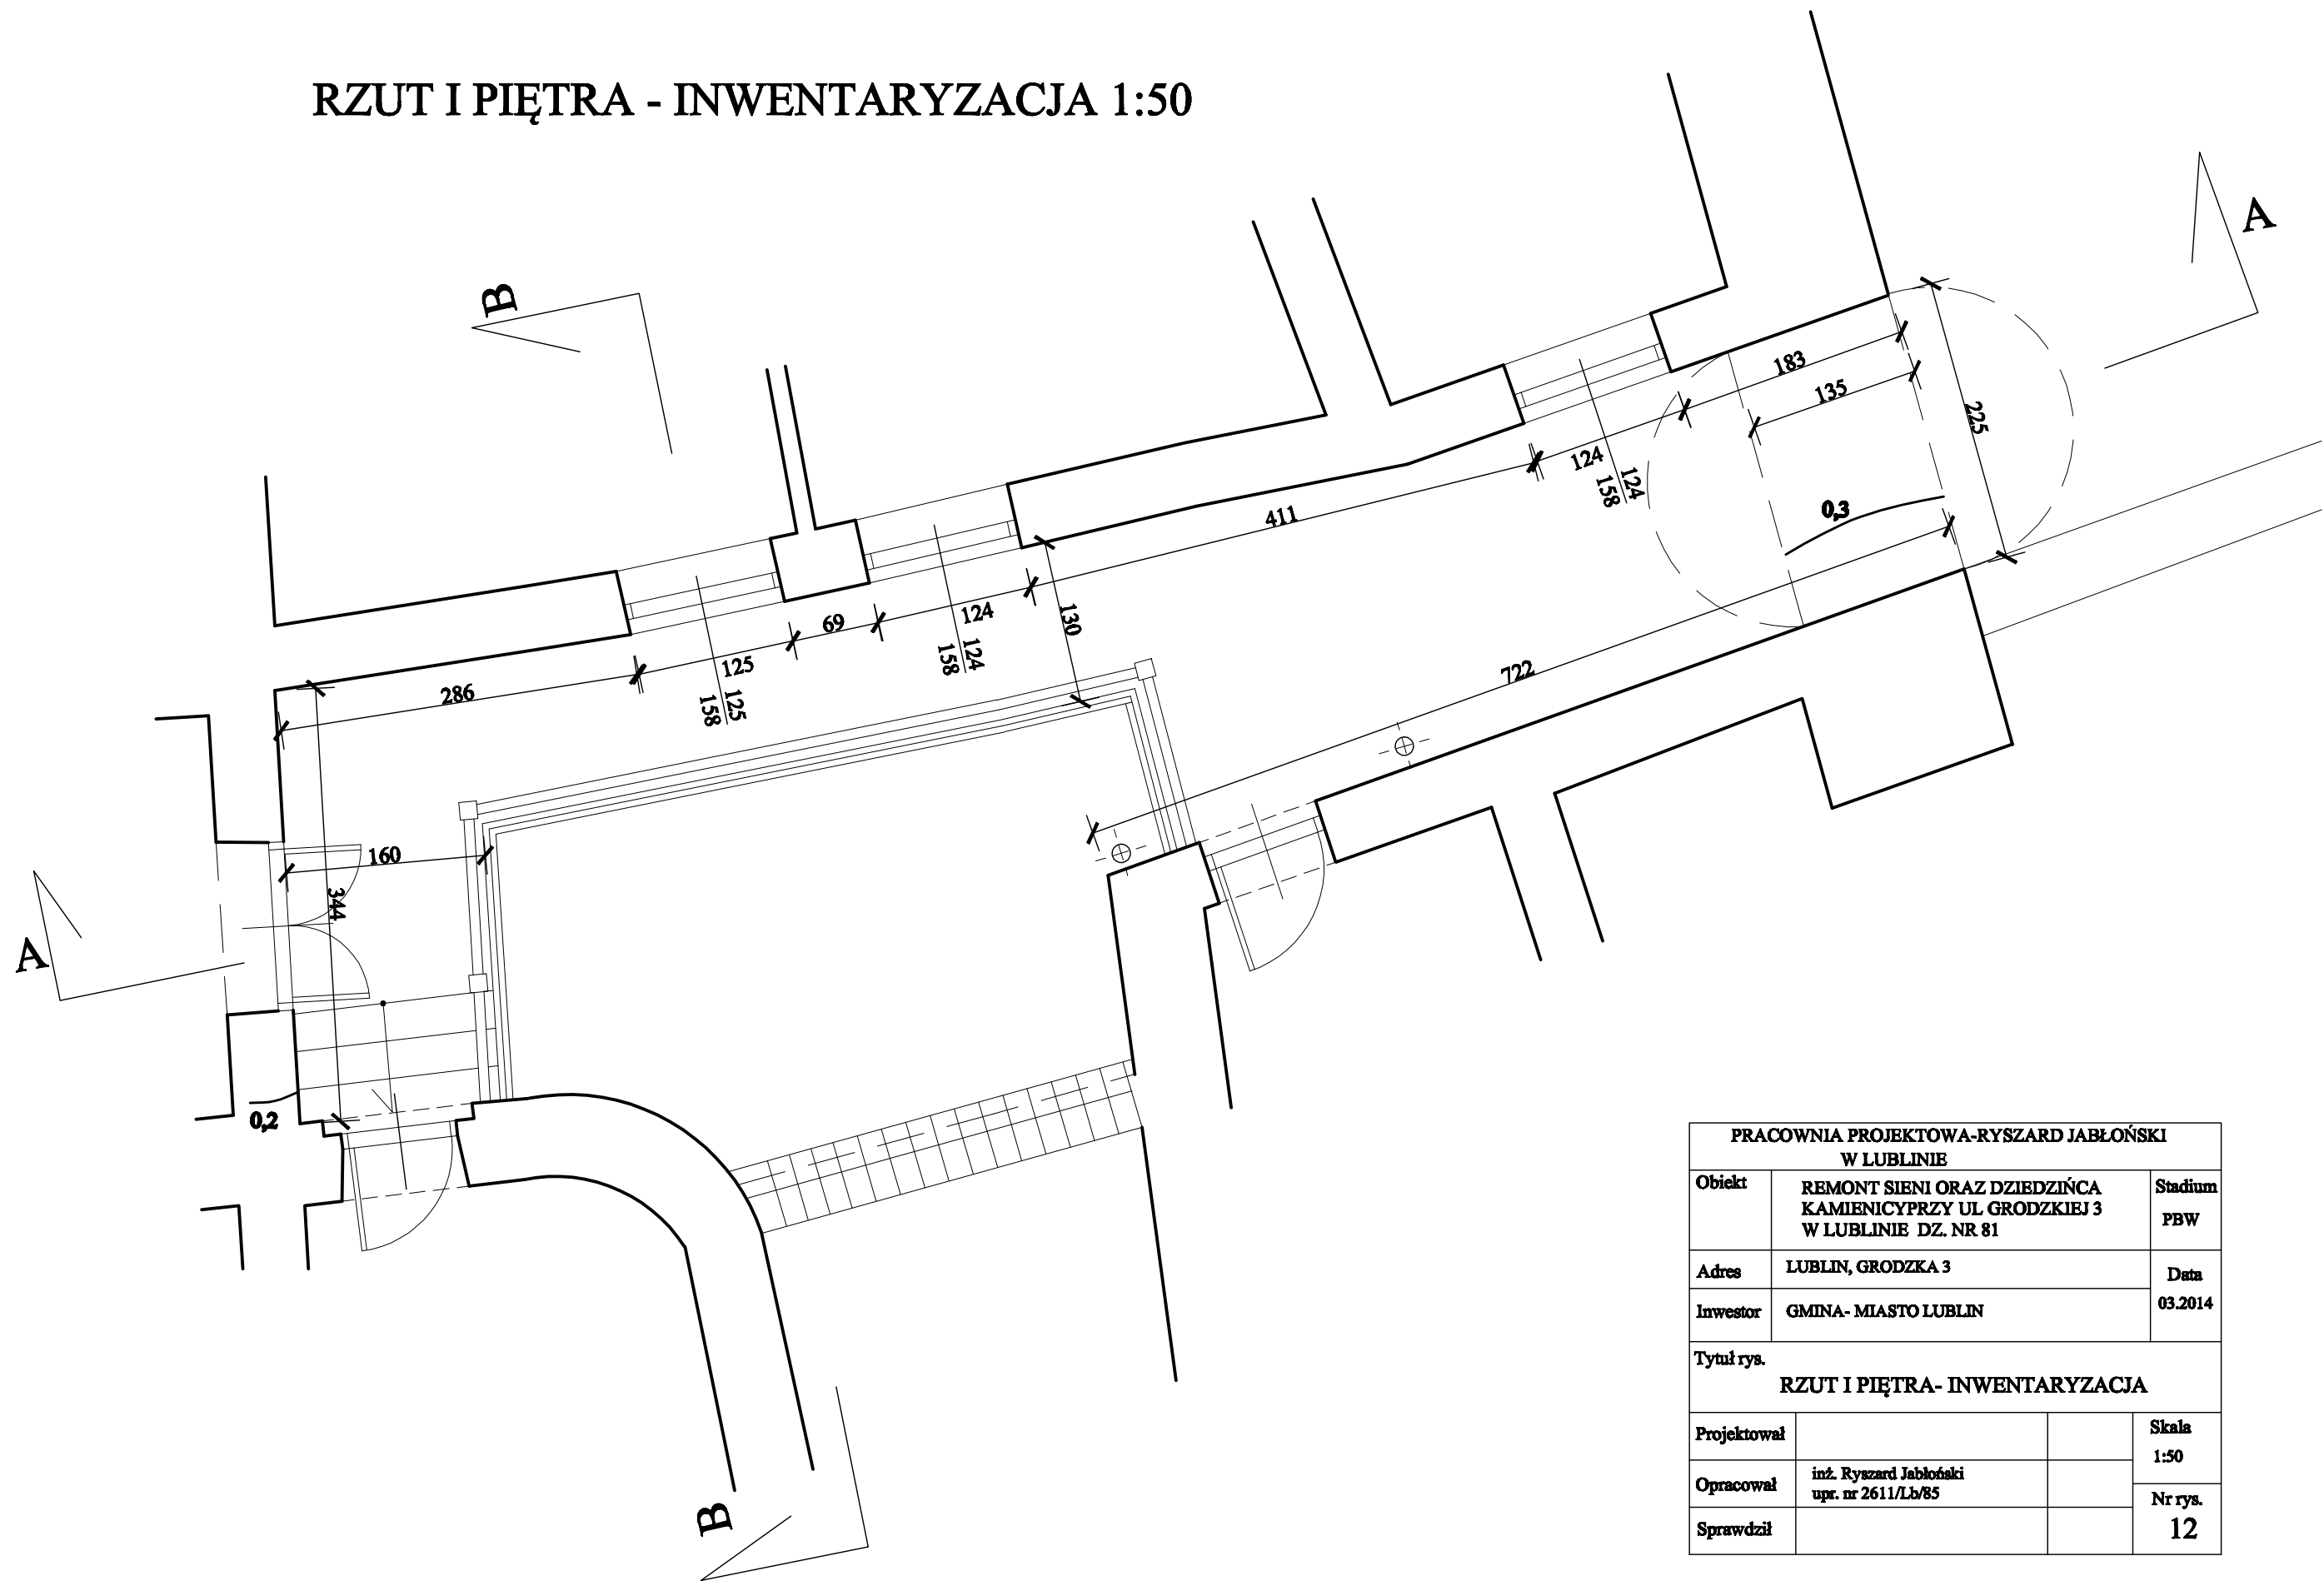 RZUT I PIĘTRA - INWENTARYZACJA 1:50
A
B
183
135
225
124
124
158
0,3
411
722
130
69
124
124
158
125
125
158
286
160
344
A
0,2
B
PRACOWNIA PROJEKTOWA-RYSZARD JABŁOŃSKI
W LUBLINIE
Obiekt
REMONT SIENI ORAZ DZIEDZIŃCA
KAMIENICYPRZY UL GRODZKIEJ 3
W LUBLINIE DZ. NR 81
Stadium
PBW
Adres
LUBLIN, GRODZKA 3
Data
03.2014
Inwestor
GMINA- MIASTO LUBLIN
Tytuł rys.
RZUT I PIĘTRA- INWENTARYZACJA
Projektował
Skala
1:50
Opracował
inż. Ryszard Jabłoński
upr. nr 2611/Lb/85
Nr rys.
12
Sprawdził